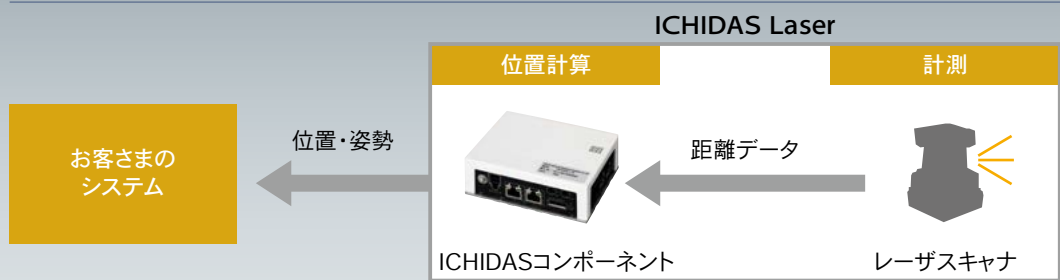 ICHIDAS Laser
位置計算
計測
お客さまの
システム
位置・姿勢
距離データ
ICHIDASコンポーネント
レーザスキャナ